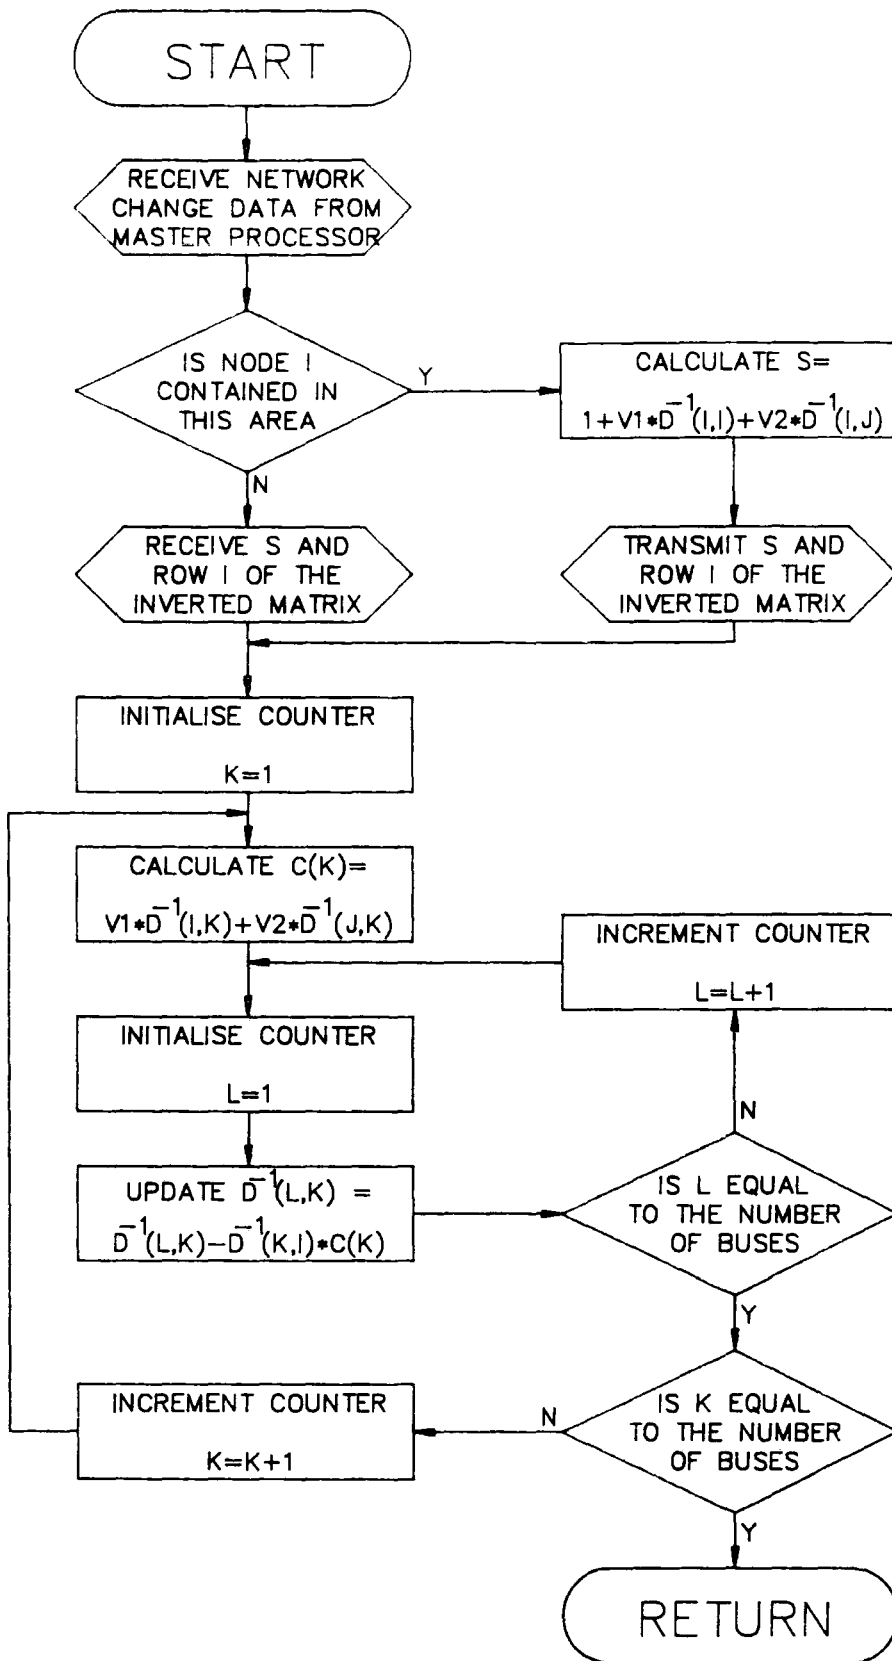 START
RECEIVE NETWORK
CHANGE DATA FROM
MASTER PROCESSOR
IS NODE I
CONTAINED IN
THIS AREA
Y
CALCULATE S=
1+V1*D⁻¹(I,I)+V2*D⁻¹(I,J)
N
RECEIVE S AND
ROW I OF THE
INVERTED MATRIX
TRANSMIT S AND
ROW I OF THE
INVERTED MATRIX
INITIALISE COUNTER
K=1
CALCULATE C(K)=
V1*D⁻¹(I,K)+V2*D⁻¹(J,K)
INCREMENT COUNTER
L=L+1
INITIALISE COUNTER
L=1
N
UPDATE D⁻¹(L,K) =
D⁻¹(L,K)−D⁻¹(K,I)*C(K)
IS L EQUAL
TO THE NUMBER
OF BUSES
Y
INCREMENT COUNTER
K=K+1
N
IS K EQUAL
TO THE NUMBER
OF BUSES
Y
RETURN